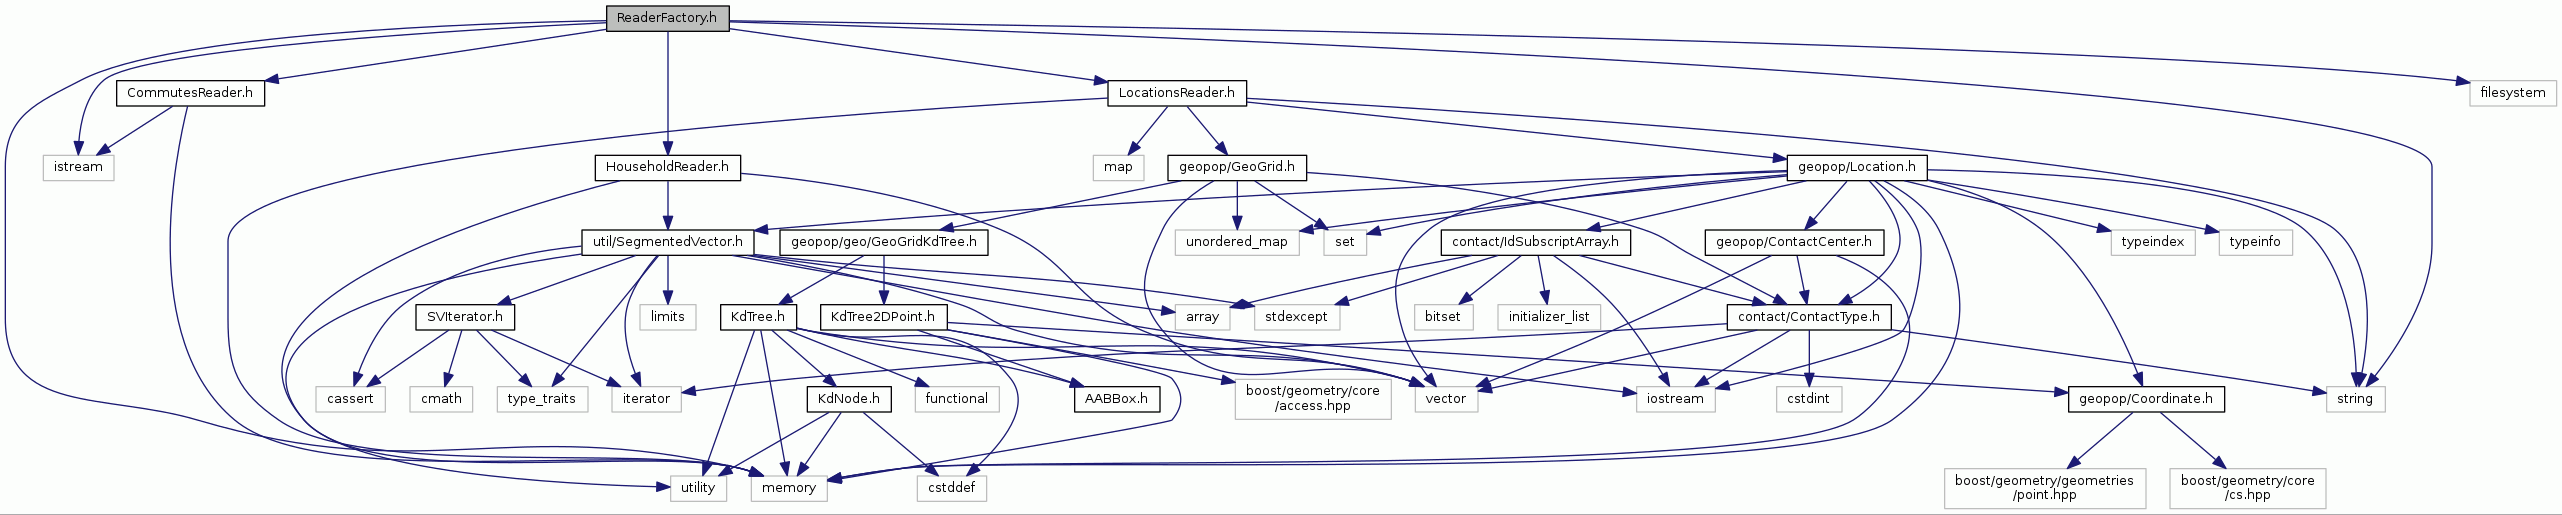 ReaderFactory.h
CommutesReader.h
LocationsReader.h
filesystem
istream
HouseholdReader.h
map
geopop/GeoGrid.h
geopop/Location.h
util/SegmentedVector.h
geopop/geo/GeoGridKdTree.h
unordered_map
set
contact/IdSubscriptArray.h
geopop/ContactCenter.h
typeindex
typeinfo
SVIterator.h
limits
KdTree.h
KdTree2DPoint.h
array
stdexcept
bitset
initializer_list
contact/ContactType.h
cassert
cmath
type_traits
iterator
KdNode.h
functional
AABBox.h
boost/geometry/core
/access.hpp
vector
iostream
cstdint
geopop/Coordinate.h
string
utility
memory
cstddef
boost/geometry/geometries
/point.hpp
boost/geometry/core
/cs.hpp